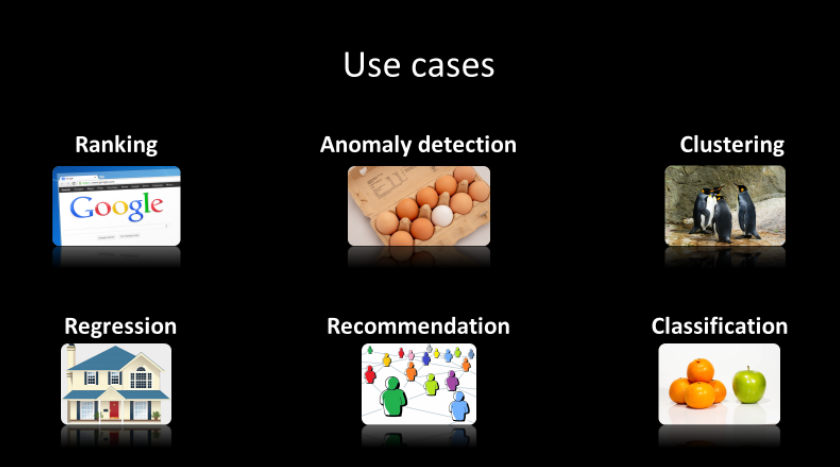 Use cases
Ranking
Anomaly detection
Clustering
Google
Regression
Recommendation
Classification